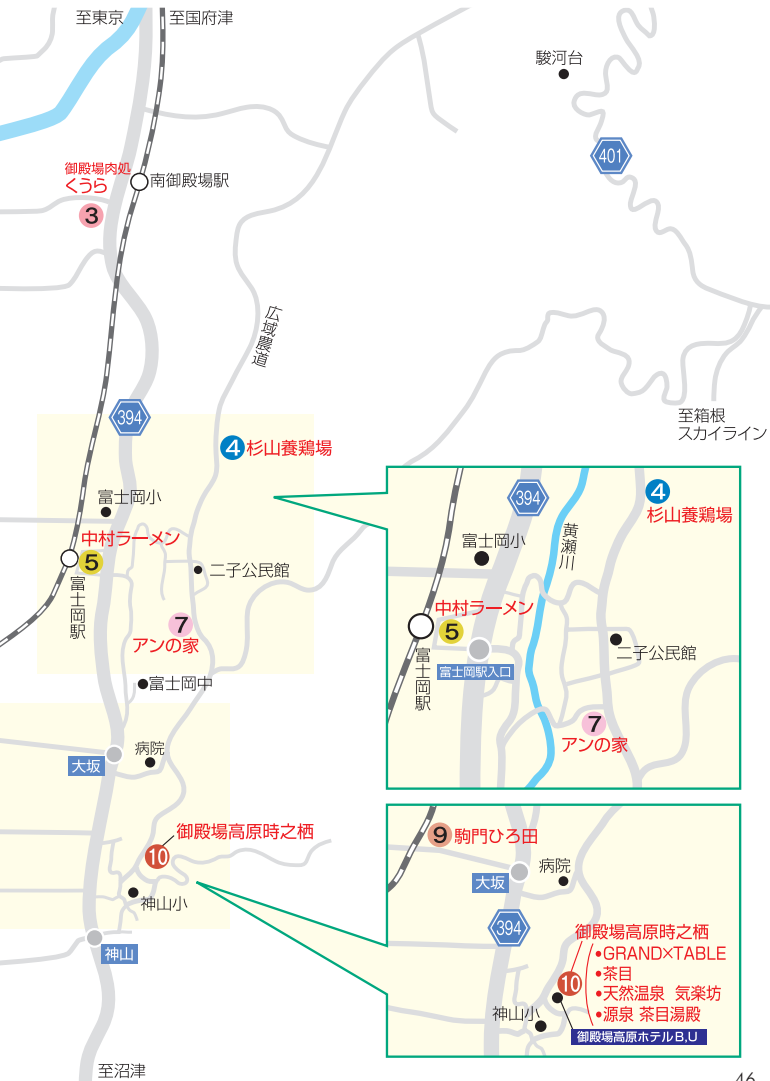 至東京
至国府津
駿河台
401
御殿場肉処
くうら
3
南御殿場駅
広域農道
394
至箱根
スカイライン
4 杉山養鶏場
富士岡小
中村ラーメン
5
富士岡駅
二子公民館
7
アンの家
富士岡中
病院
大坂
御殿場高原時之栖
10
神山小
神山
至沼津
394
黄瀬川
4
杉山養鶏場
富士岡小
中村ラーメン
5
富士岡駅入口
富士岡駅
二子公民館
7
アンの家
9 駒門ひろ田
病院
大坂
394
御殿場高原時之栖
•GRAND×TABLE
•茶目
10
•天然温泉 気楽坊
•源泉 茶目湯殿
神山小
御殿場高原ホテルB,U
46